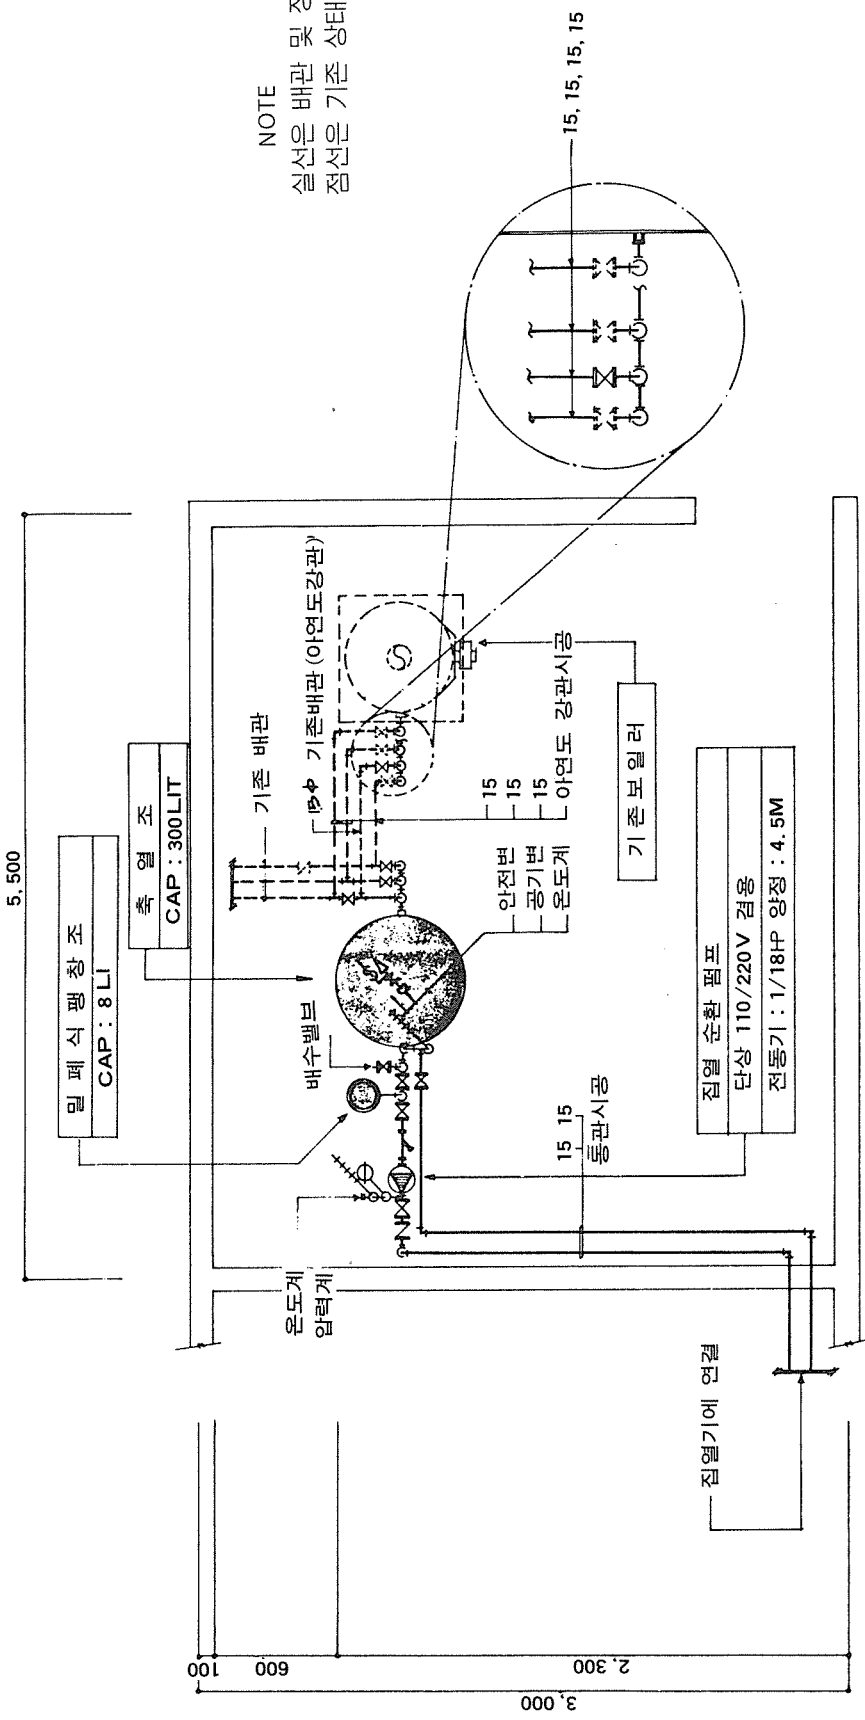 NOTE
실선은 배관 및 장
점선은 기존 상태
15, 15, 15, 15
5,500
밀 폐 식 팽 창 조
CAP : 8 LI
축 열 조
CAP : 300 LIT
기존 배관
15Φ 기존배관 (아연도강관)
15
15
15
아연도 강관시공
안전변
공기변
온도계
배수밸브
온도계
압력계
기존보일러
집열 순환 펌프
단상 110/220V 겸용
전동기 : 1/18HP 양정 : 4.5M
15 15
동관시공
집열기에 연결
100
600
2,300
3,000